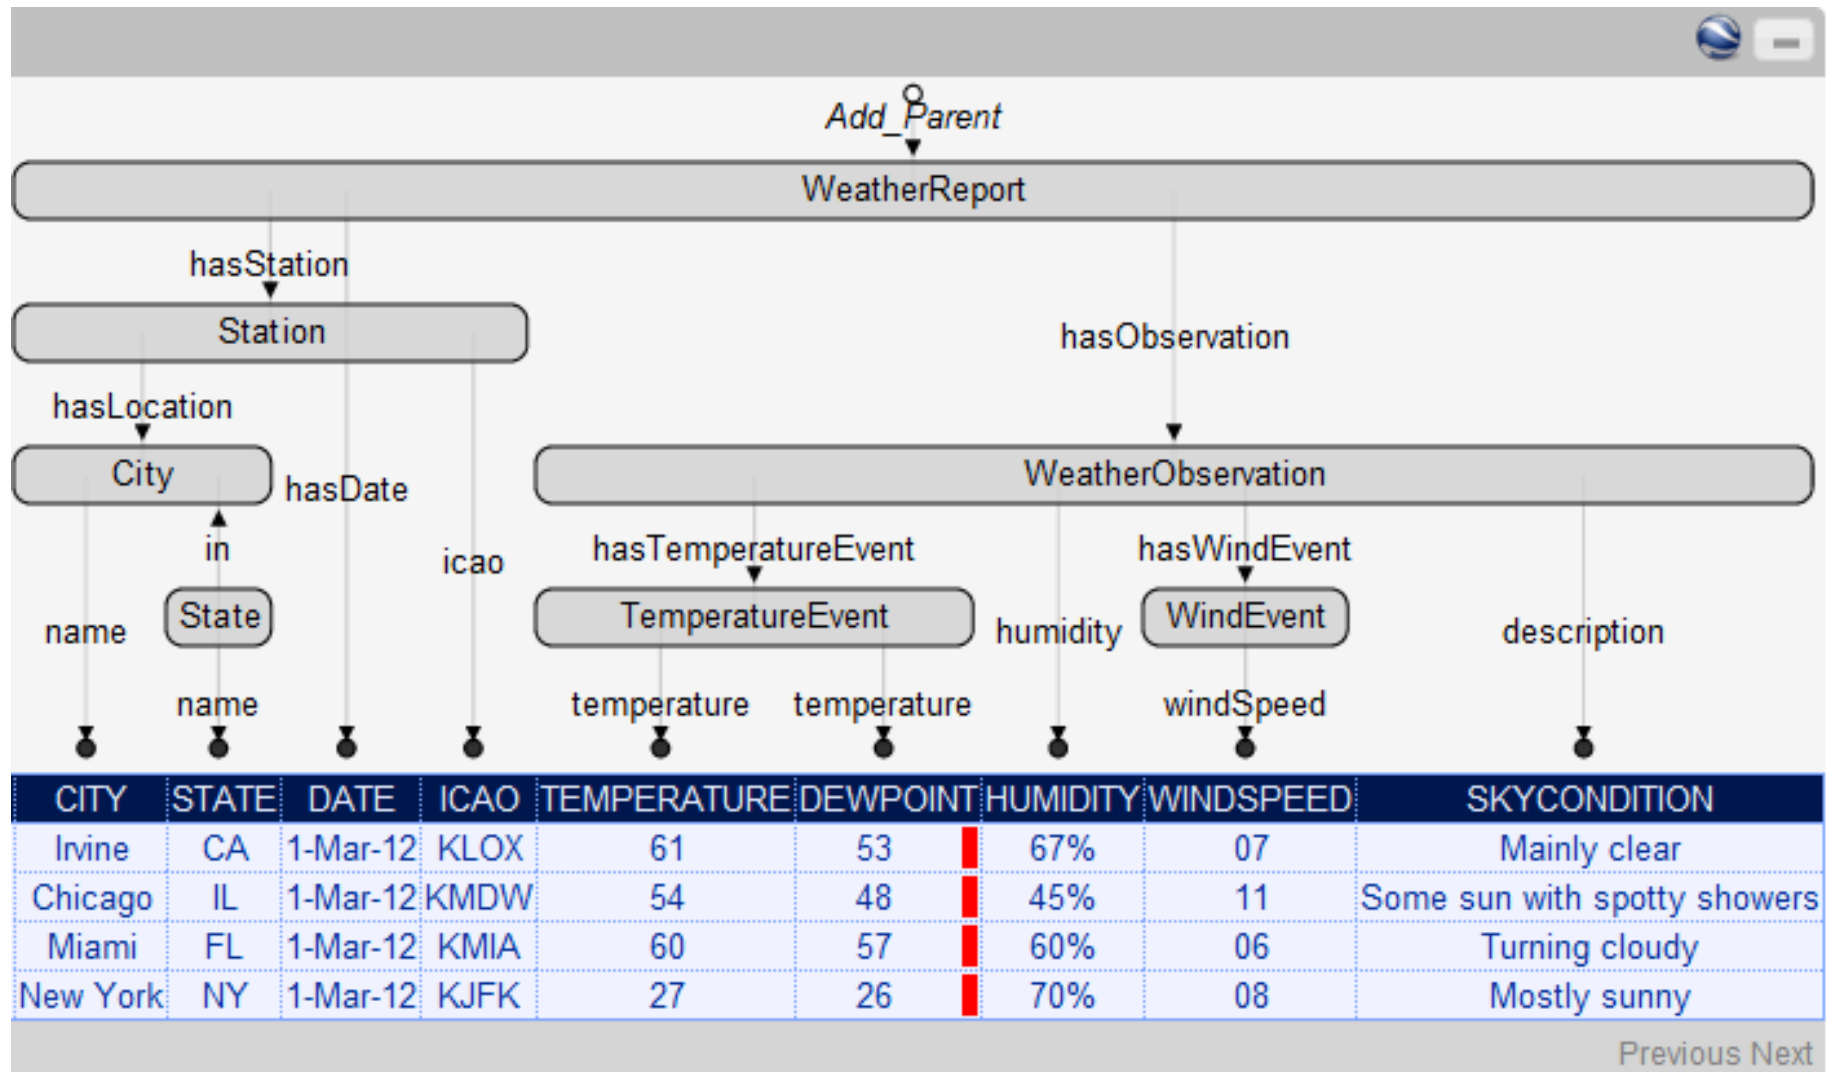 Add_Parent
WeatherReport
hasStation
Station
hasObservation
hasLocation
City
WeatherObservation
hasDate
in
icao
hasTemperatureEvent
hasWindEvent
name
State
TemperatureEvent
humidity
WindEvent
description
name
temperature
temperature
windSpeed
CITY STATE DATE ICAO TEMPERATURE DEWPOINT HUMIDITY WINDSPEED SKYCONDITION
Irvine CA 1-Mar-12 KLOX 61 53 67% 07 Mainly clear
Chicago IL 1-Mar-12 KMDW 54 48 45% 11 Some sun with spotty showers
Miami FL 1-Mar-12 KMIA 60 57 60% 06 Turning cloudy
New York NY 1-Mar-12 KJFK 27 26 70% 08 Mostly sunny
Previous Next